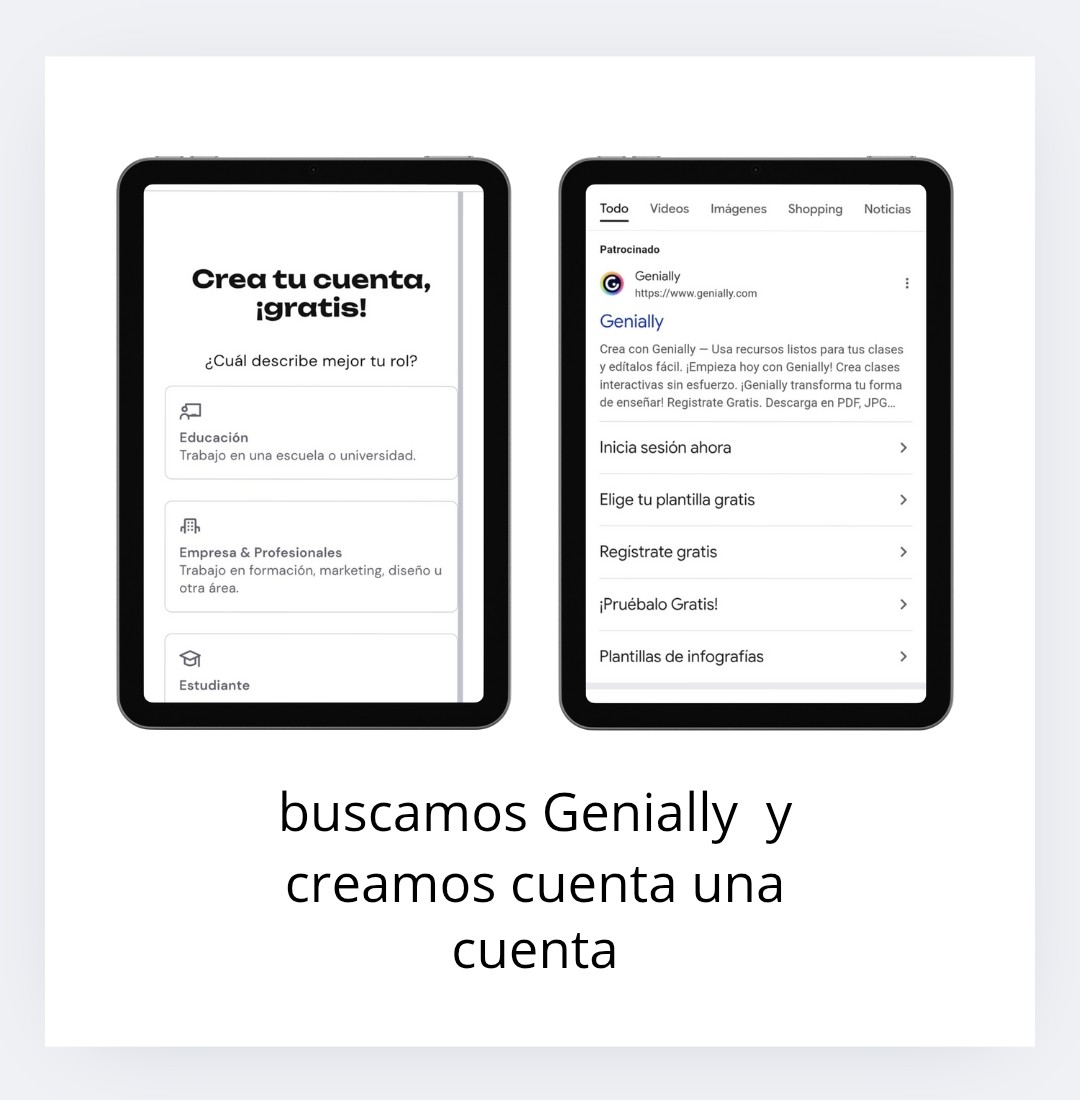 Crea tu cuenta,
¡gratis!
¿Cuál describe mejor tu rol?
Educación
Trabajo en una escuela o universidad.
Empresa & Profesionales
Trabajo en formación, marketing, diseño u
otra área.
Estudiante
Todo Videos Imágenes Shopping Noticias
Patrocinado
Genially
https://www.genially.com
Genially
Crea con Genially — Usa recursos listos para tus clases
y edítalos fácil. ¡Empieza hoy con Genially! Crea clases
interactivas sin esfuerzo. ¡Genially transforma tu forma
de enseñar! Registrate Gratis. Descarga en PDF, JPG...
Inicia sesión ahora
Elige tu plantilla gratis
Regístrate gratis
¡Pruébalo Gratis!
Plantillas de infografías
buscamos Genially y
creamos cuenta una
cuenta